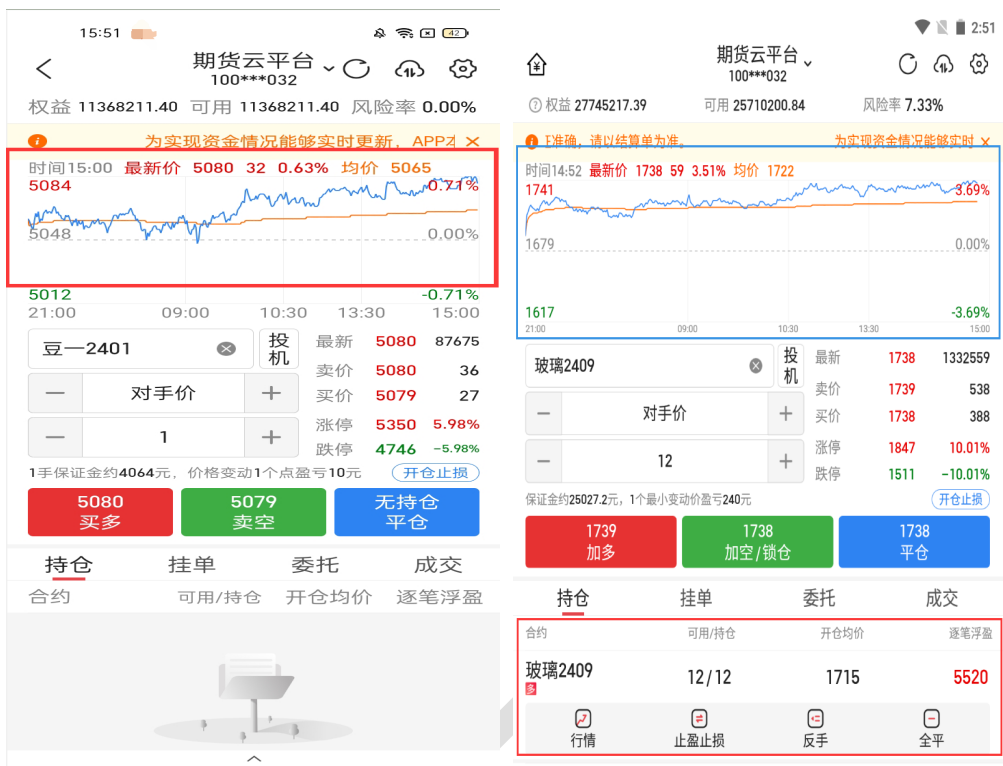 15:51
42
期货云平台
100***032
权益 11368211.40 可用 11368211.40 风险率 0.00%
为实现资金情况能够实时更新，APP2
时间15:00 最新价 5080 32 0.63% 均价 5065
5084 0.71%
5048 0.00%
5012 -0.71%
21:00 09:00 10:30 13:30 15:00
豆一2401
投机
最新 5080 87675
卖价 5080 36
对手价
买价 5079 27
1
涨停 5350 5.98%
跌停 4746 -5.98%
1手保证金约4064元，价格变动1个点盈亏10元 开仓止损
5080 5079 无持仓
买多 卖空 平仓
持仓 挂单 委托 成交
合约 可用/持仓 开仓均价 逐笔浮盈
2:51
期货云平台
100***032
权益 27745217.39 可用 25710200.84 风险率 7.33%
准确，请以结算单为准。 为实现资金情况能够实时
时间14:52 最新价 1738 59 3.51% 均价 1722
1741 3.69%
1679 0.00%
1617 -3.69%
21:00 09:00 10:30 13:30 15:00
玻璃2409
投机
最新 1738 1332559
卖价 1739 538
对手价
买价 1738 388
12
涨停 1847 10.01%
跌停 1511 -10.01%
保证金约25027.2元，1个最小变动价盈亏240元 开仓止损
1739 1738 1738
加多 加空/锁仓 平仓
持仓 挂单 委托 成交
合约 可用/持仓 开仓均价 逐笔浮盈
玻璃2409 12/12 1715 5520
多
行情 止盈止损 反手 全平